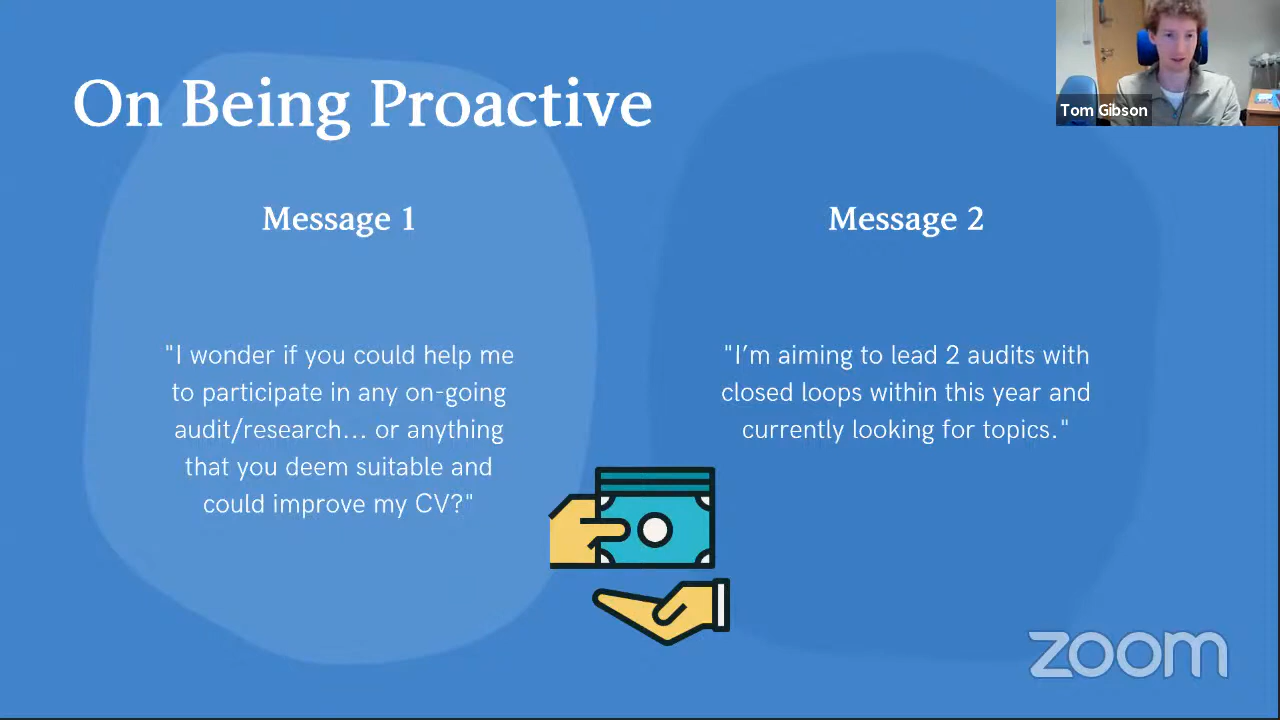 On Being Proactive
Tom Gibson
Message 1
"I wonder if you could help me
to participate in any on-going
audit/research... or anything
that you deem suitable and
could improve my CV?"
Message 2
"I’m aiming to lead 2 audits with
closed loops within this year and
currently looking for topics."
zoom